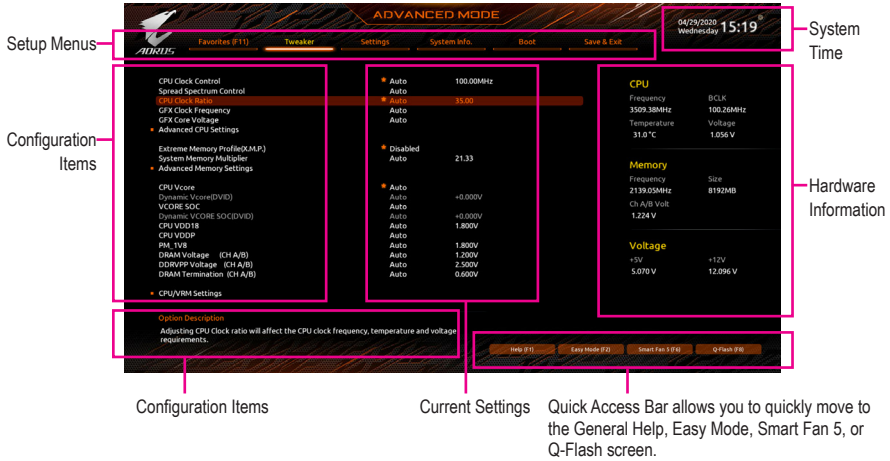 ADVANCED MODE
04/29/2020
Wednesday 15:19
System Time
Setup Menus
AORUS
Favorites (F11) Tweaker Settings System Info. Boot Save & Exit
CPU Clock Control * Auto 100.00MHz
Spread Spectrum Control Auto
CPU Clock Ratio * Auto 35.00
GFX Clock Frequency Auto
GFX Core Voltage Auto
Advanced CPU Settings
Extreme Memory Profile(X.M.P.) * Disabled
System Memory Multiplier Auto 21.33
Advanced Memory Settings
CPU Vcore * Auto
Dynamic Vcore(DVID) Auto +0.000V
VCORE SOC Auto
Dynamic VCORE SOC(DVID) Auto +0.000V
CPU VDD18 Auto 1.800V
CPU VDDP Auto
PM_1V8 Auto 1.800V
DRAM Voltage (CH A/B) Auto 1.200V
DDRVPP Voltage (CH A/B) Auto 2.500V
DRAM Termination (CH A/B) Auto 0.600V
CPU/VRM Settings
Configuration Items
CPU
Frequency BCLK
3509.38MHz 100.26MHz
Temperature Voltage
31.0 °C 1.056 V
Memory
Frequency Size
2139.05MHz 8192MB
Ch A/B Volt
1.224 V
Voltage
+5V +12V
5.070 V 12.096 V
Hardware Information
Option Description
Adjusting CPU Clock ratio will affect the CPU clock frequency, temperature and voltage
requirements.
Help (F1) Easy Mode (F2) Smart Fan 5 (F6) Q-Flash (F8)
Configuration Items
Current Settings
Quick Access Bar allows you to quickly move to
the General Help, Easy Mode, Smart Fan 5, or
Q-Flash screen.